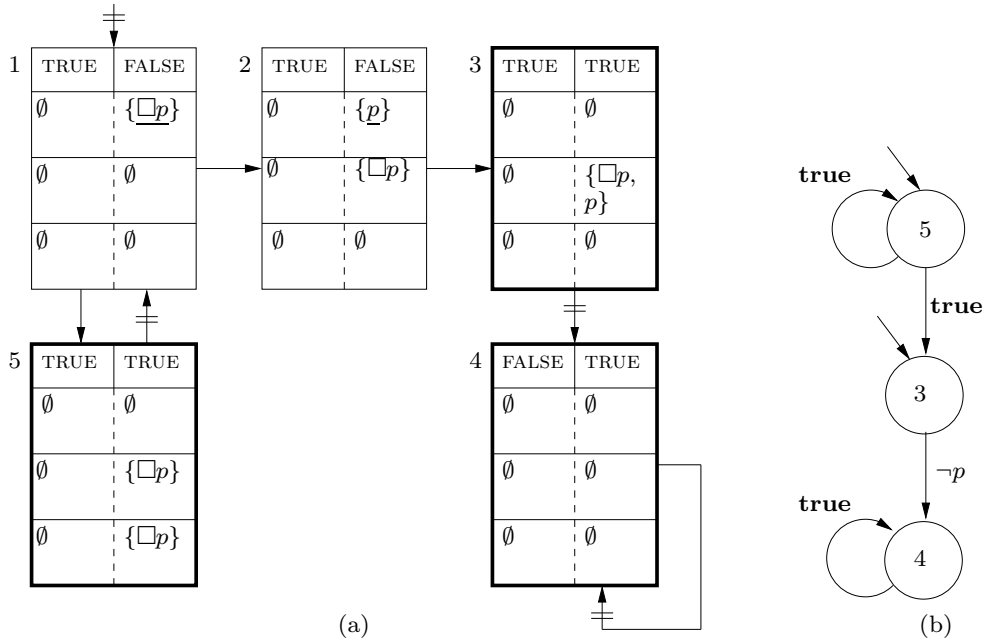 1 TRUE FALSE
∅ {□p}
∅ ∅
∅ ∅
2 TRUE FALSE
∅ {p}
∅ {□p}
∅ ∅
3 TRUE TRUE
∅ ∅
∅ {□p,
p}
∅ ∅
5 TRUE TRUE
∅ ∅
∅ {□p}
∅ {□p}
4 FALSE TRUE
∅ ∅
∅ ∅
∅ ∅
(a)
true
5
true
3
¬p
true
4
(b)